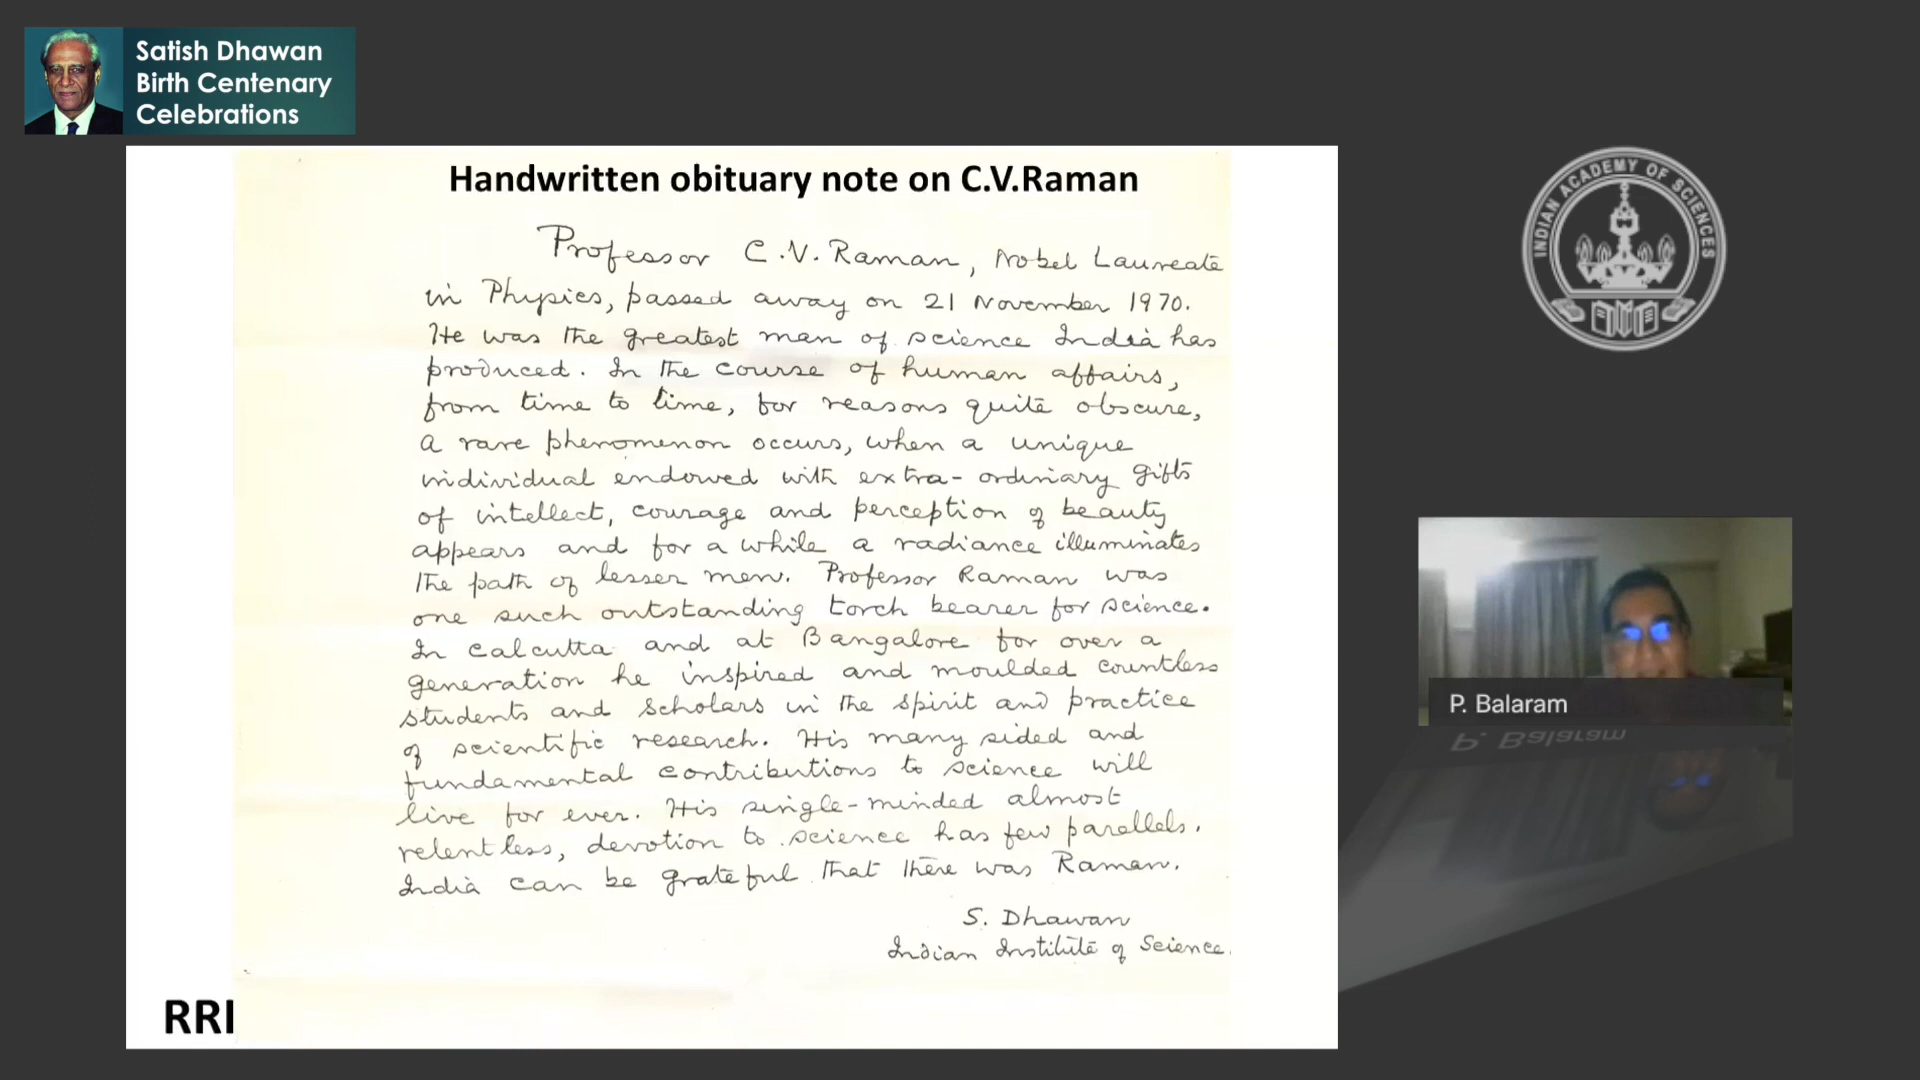 Satish Dhawan
Birth Centenary
Celebrations
Handwritten obituary note on C.V.Raman
Professor C.V. Raman, Nobel Laureate
in Physics, passed away on 21 November 1970.
He was the greatest man of science India has
produced. In the course of human affairs,
from time to time, for reasons quite obscure,
a rare phenomenon occurs, when a unique
individual endowed with extra-ordinary gifts
of intellect, courage and perception of beauty
appears and for a while a radiance illuminates
the path of lesser men. Professor Raman was
one such outstanding torch bearer for science.
In Calcutta and at Bangalore for over a
generation he inspired and moulded countless
students and scholars in the spirit and practice
of scientific research. His many sided and
fundamental contributions to science will
live for ever. His single-minded almost
relentless, devotion to science has few parallels.
India can be grateful that there was Raman.
S. Dhawan
Indian Institute of Science.
RRI
INDIAN ACADEMY OF SCIENCES
P. Balaram
P. Balaram